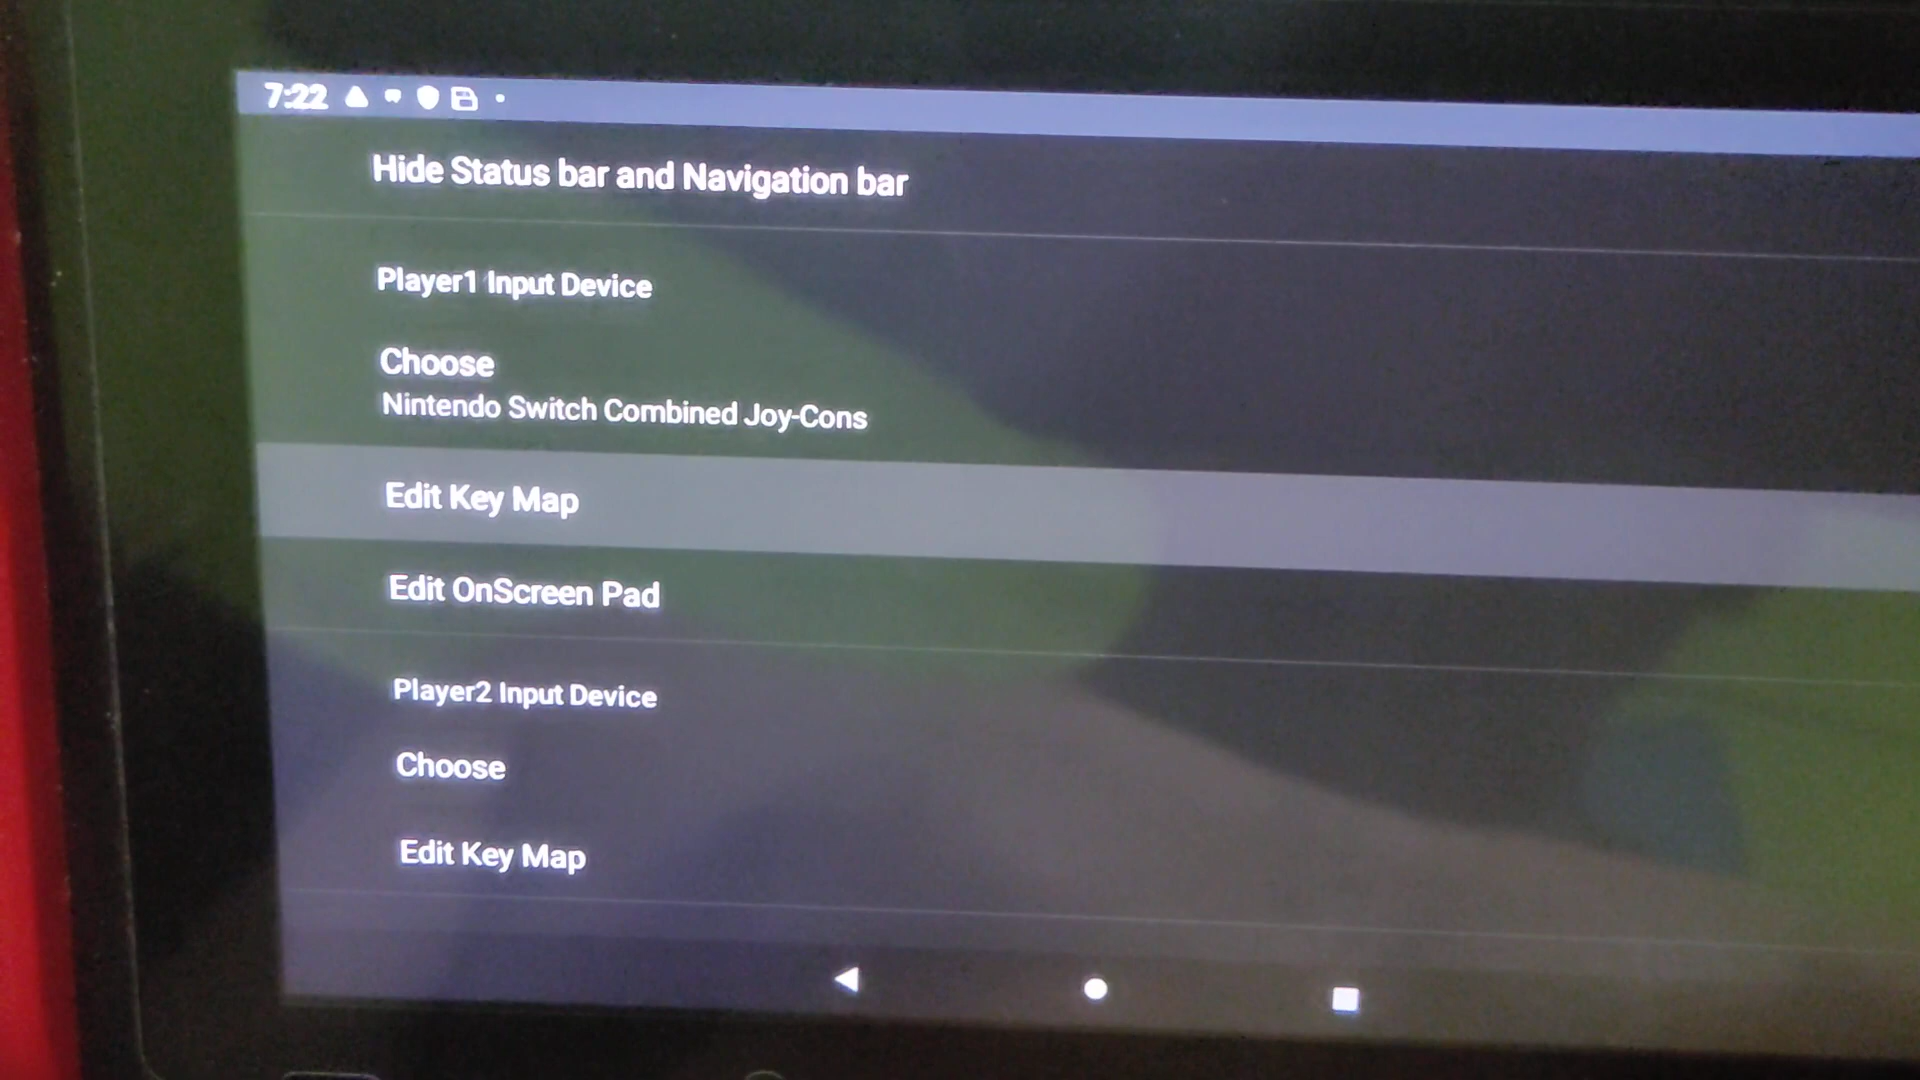 7:22
Hide Status bar and Navigation bar
Player1 Input Device
Choose
Nintendo Switch Combined Joy-Cons
Edit Key Map
Edit OnScreen Pad
Player2 Input Device
Choose
Edit Key Map